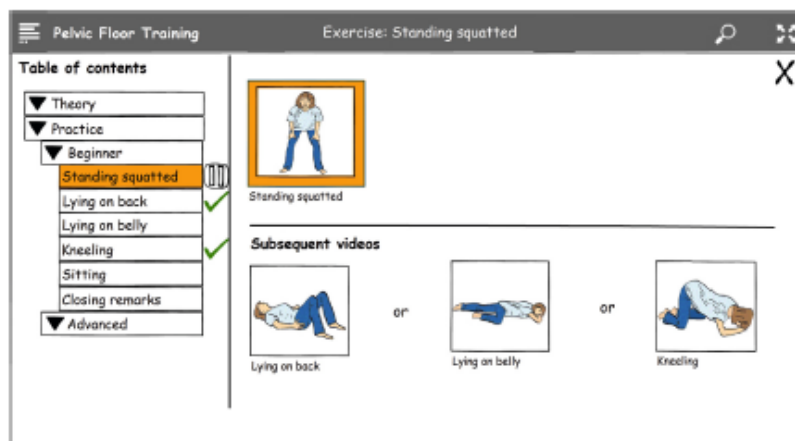 Pelvic Floor Training
Exercise: Standing squatted
Table of contents
Theory
Practice
Beginner
Standing squatted
Lying on back
Lying on belly
Kneeling
Sitting
Closing remarks
Advanced
X
Standing squatted
Subsequent videos
or
or
Lying on back
Lying on belly
Kneeling